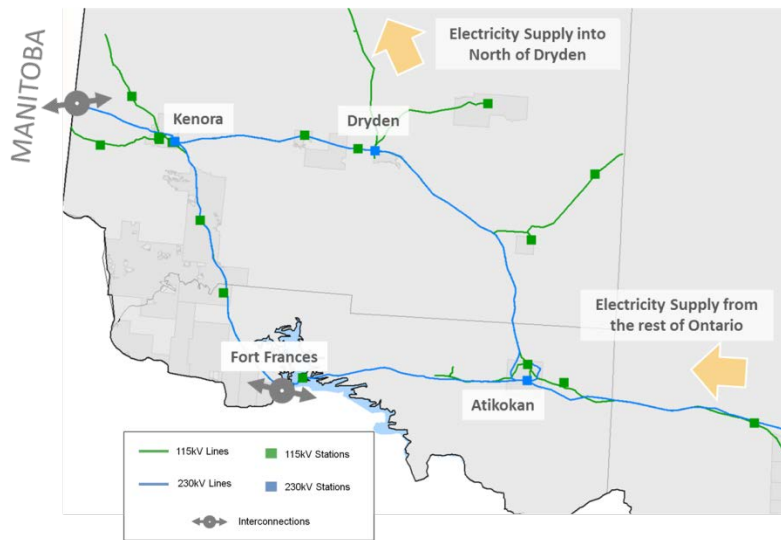 Electricity Supply into
North of Dryden
MANITOBA
Kenora
Dryden
Electricity Supply from
the rest of Ontario
Fort Frances
Atikokan
115kV Lines
115kV Stations
230kV Lines
230kV Stations
Interconnections